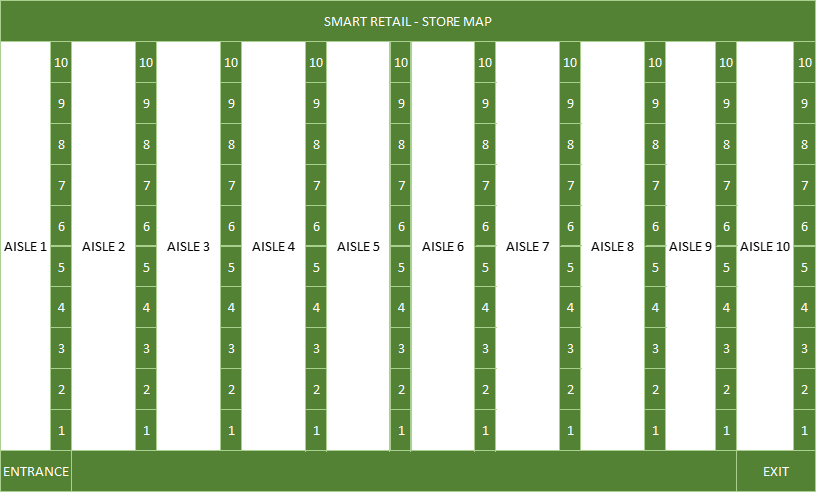 SMART RETAIL - STORE MAP
10 10 10 10 10 10 10 10 10 10
9 9 9 9 9 9 9 9 9 9
8 8 8 8 8 8 8 8 8 8
7 7 7 7 7 7 7 7 7 7
6 6 6 6 6 6 6 6 6 6
AISLE 1 AISLE 2 AISLE 3 AISLE 4 AISLE 5 AISLE 6 AISLE 7 AISLE 8 AISLE 9 AISLE 10
5 5 5 5 5 5 5 5 5 5
4 4 4 4 4 4 4 4 4 4
3 3 3 3 3 3 3 3 3 3
2 2 2 2 2 2 2 2 2 2
1 1 1 1 1 1 1 1 1 1
ENTRANCE EXIT